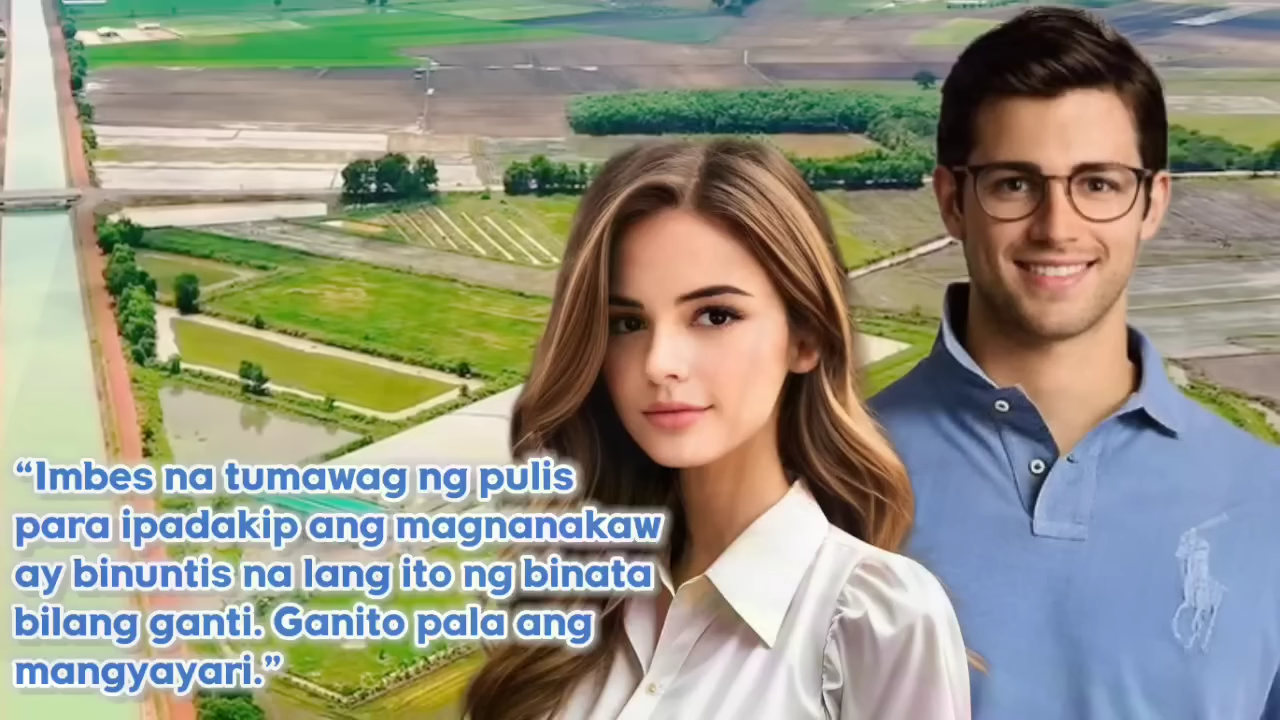 “Imbes na tumawag ng pulis
para ipadakip ang magnanakaw
ay binuntis na lang ito ng binata
bilang ganti. Ganito pala ang
mangyayari.”